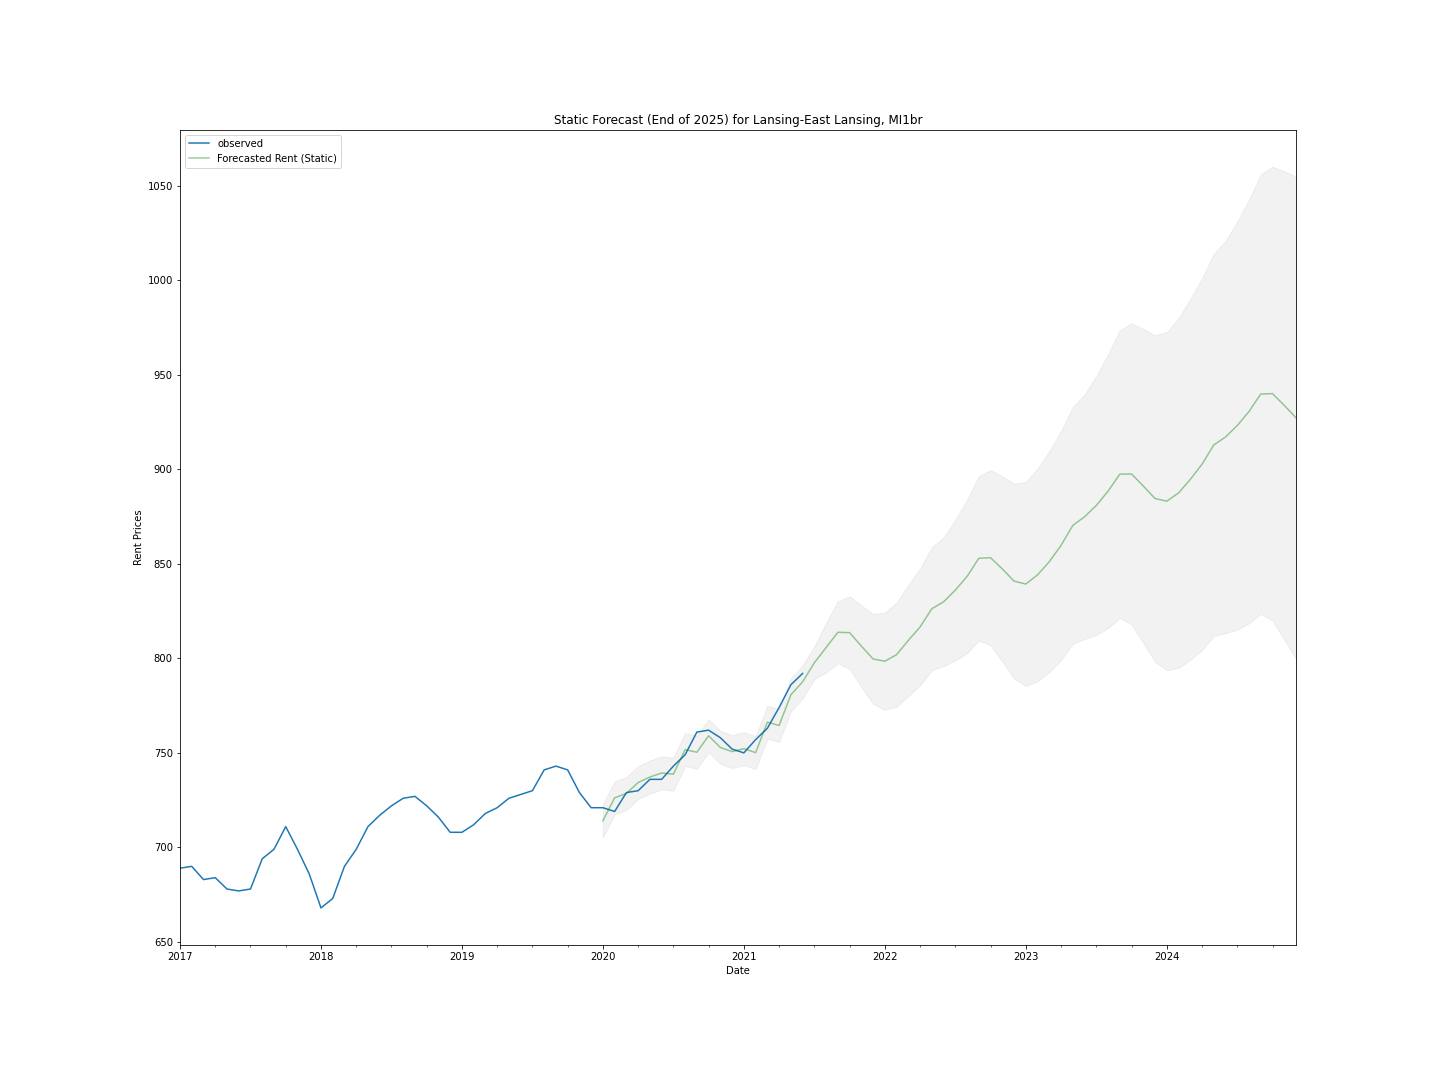 Static Forecast (End of 2025) for Lansing-East Lansing, MI1br
observed
Forecasted Rent (Static)
1050
1000
950
900
850
800
750
700
650
Rent Prices
2017 2018 2019 2020 2021 2022 2023 2024
Date